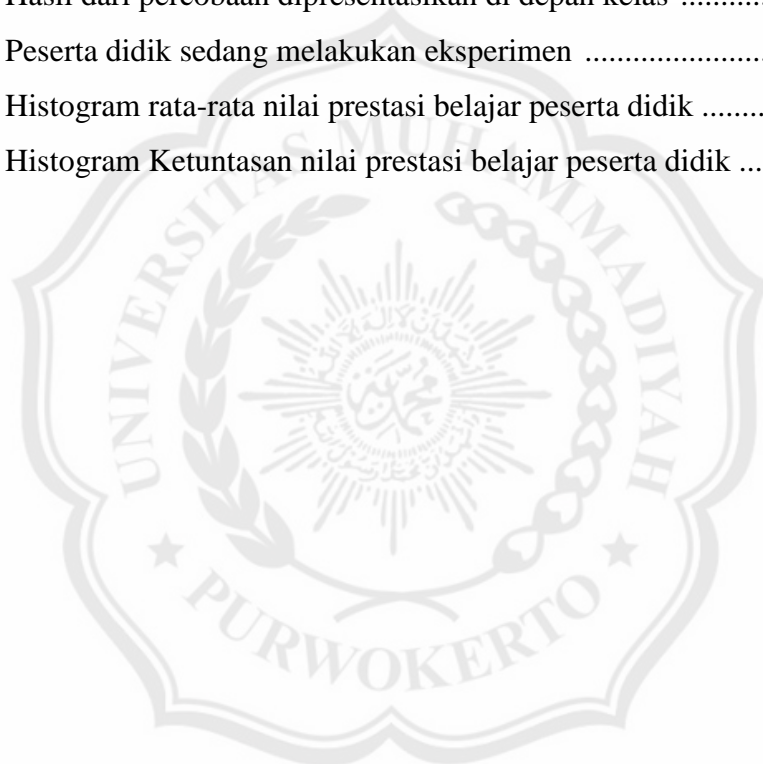 Hasil dari percobaan dipresentasikan di depan kelas ...........
Peserta didik sedang melakukan eksperimen ......................
Histogram rata-rata nilai prestasi belajar peserta didik ........
Histogram Ketuntasan nilai prestasi belajar peserta didik ...
UNIVERSITAS MUHAMMADIYAH
PURWOKERTO